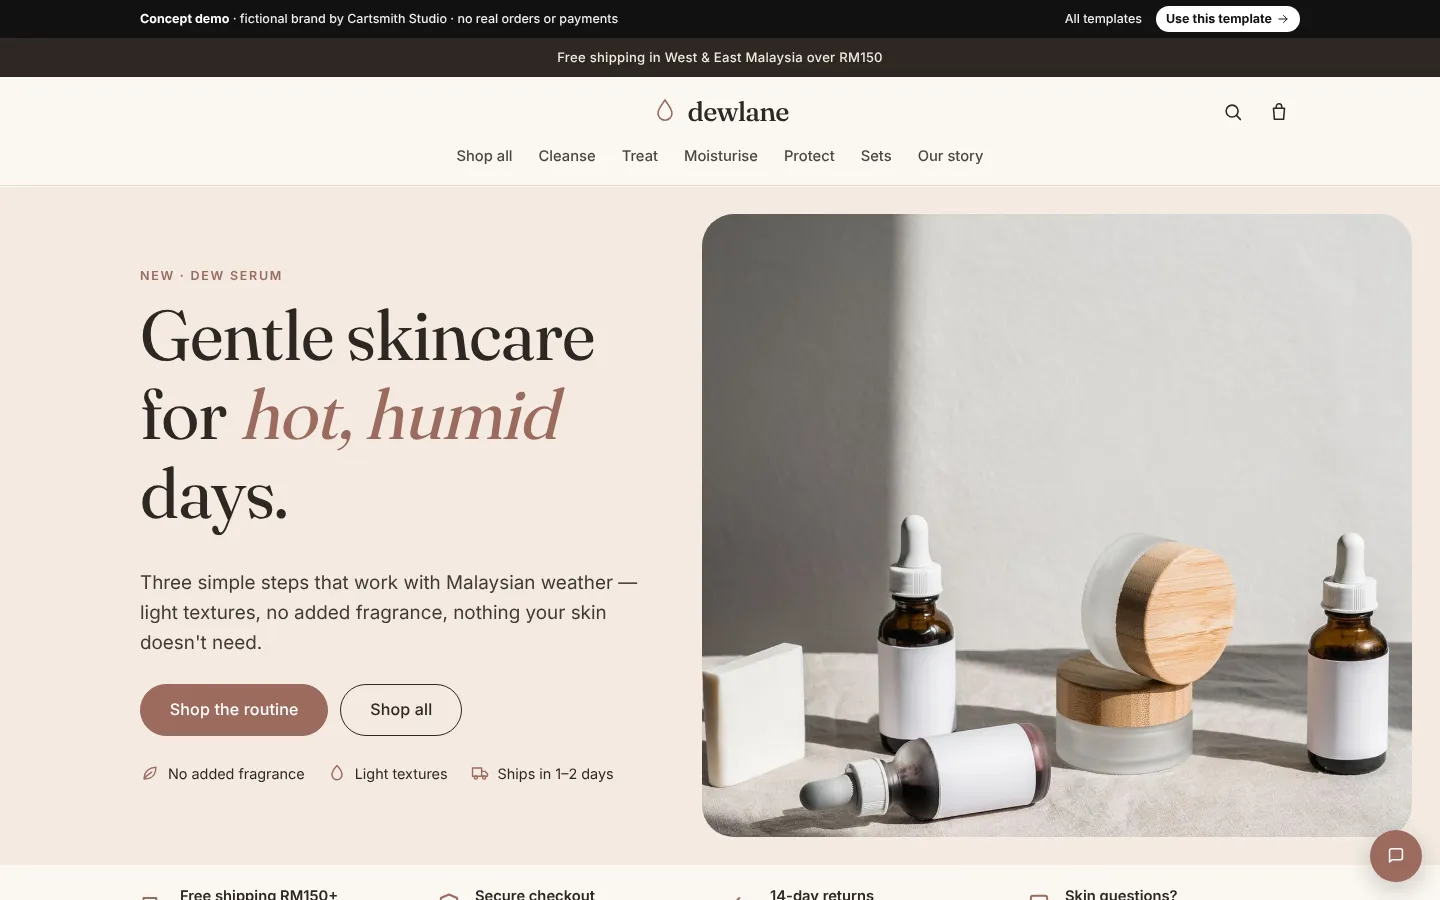 Concept demo · fictional brand by Cartsmith Studio · no real orders or payments
All templates
Use this template →
Free shipping in West & East Malaysia over RM150
dewlane
Shop all
Cleanse
Treat
Moisturise
Protect
Sets
Our story
NEW · DEW SERUM
Gentle skincare
for hot, humid
days.
Three simple steps that work with Malaysian weather —
light textures, no added fragrance, nothing your skin
doesn't need.
Shop the routine
Shop all
No added fragrance
Light textures
Ships in 1–2 days
Free shipping RM150+
Secure checkout
14-day returns
Skin questions?